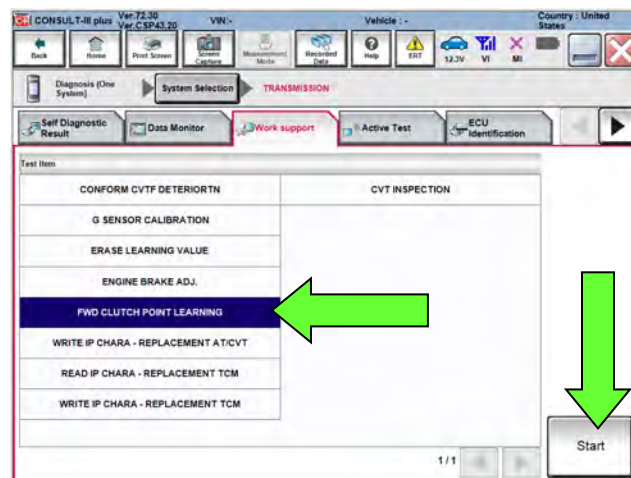 CONSULT-III plus Ver.72.30 VIN:- Vehicle : - Country : United
Ver.CSP43.20 States
Back Home Print Screen Screen Capture Measurement Mode Recorded Data Help ERT 12.3V VI MI
Diagnosis (One System) System Selection TRANSMISSION
Self Diagnostic Result Data Monitor Work support Active Test ECU Identification
Test Item
CONFORM CVTF DETERIORTN CVT INSPECTION
G SENSOR CALIBRATION
ERASE LEARNING VALUE
ENGINE BRAKE ADJ.
FWD CLUTCH POINT LEARNING
WRITE IP CHARA - REPLACEMENT AT/CVT
READ IP CHARA - REPLACEMENT TCM
WRITE IP CHARA - REPLACEMENT TCM
Start
1/1